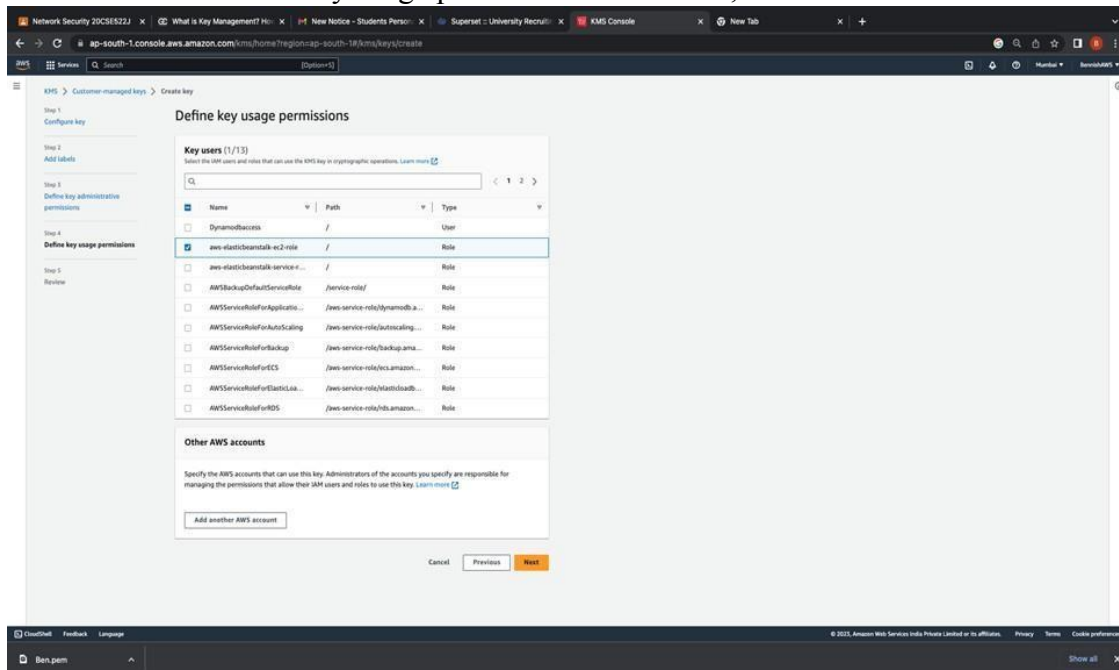 Network Security 20CSE522J
What is Key Management? Ho
New Notice - Students Person
Superset :: University Recruit
KMS Console
New Tab
ap-south-1.console.aws.amazon.com/kms/home?region=ap-south-1#/kms/keys/create
aws Services Search [Option+S] Mumbai BennishAWS
KMS > Customer-managed keys > Create key
Step 1
Configure key
Step 2
Add labels
Step 3
Define key administrative
permissions
Step 4
Define key usage permissions
Step 5
Review
Define key usage permissions
Key users (1/13)
Select the IAM users and roles that can use the KMS key in cryptographic operations. Learn more
1 2
Name Path Type
Dynamodbaccess / User
aws-elasticbeanstalk-ec2-role / Role
aws-elasticbeanstalk-service-r... / Role
AWSBackupDefaultServiceRole /service-role/ Role
AWSServiceRoleForApplicatio... /aws-service-role/dynamodb.a... Role
AWSServiceRoleForAutoScaling /aws-service-role/autoscaling.... Role
AWSServiceRoleForBackup /aws-service-role/backup.ama... Role
AWSServiceRoleForECS /aws-service-role/ecs.amazon... Role
AWSServiceRoleForElasticLoa... /aws-service-role/elasticloadb... Role
AWSServiceRoleForRDS /aws-service-role/rds.amazon... Role
Other AWS accounts
Specify the AWS accounts that can use this key. Administrators of the accounts you specify are responsible for
managing the permissions that allow their IAM users and roles to use this key. Learn more
Add another AWS account
Cancel Previous Next
CloudShell Feedback Language © 2023, Amazon Web Services India Private Limited or its affiliates. Privacy Terms Cookie preferences
Ben.pem Show all